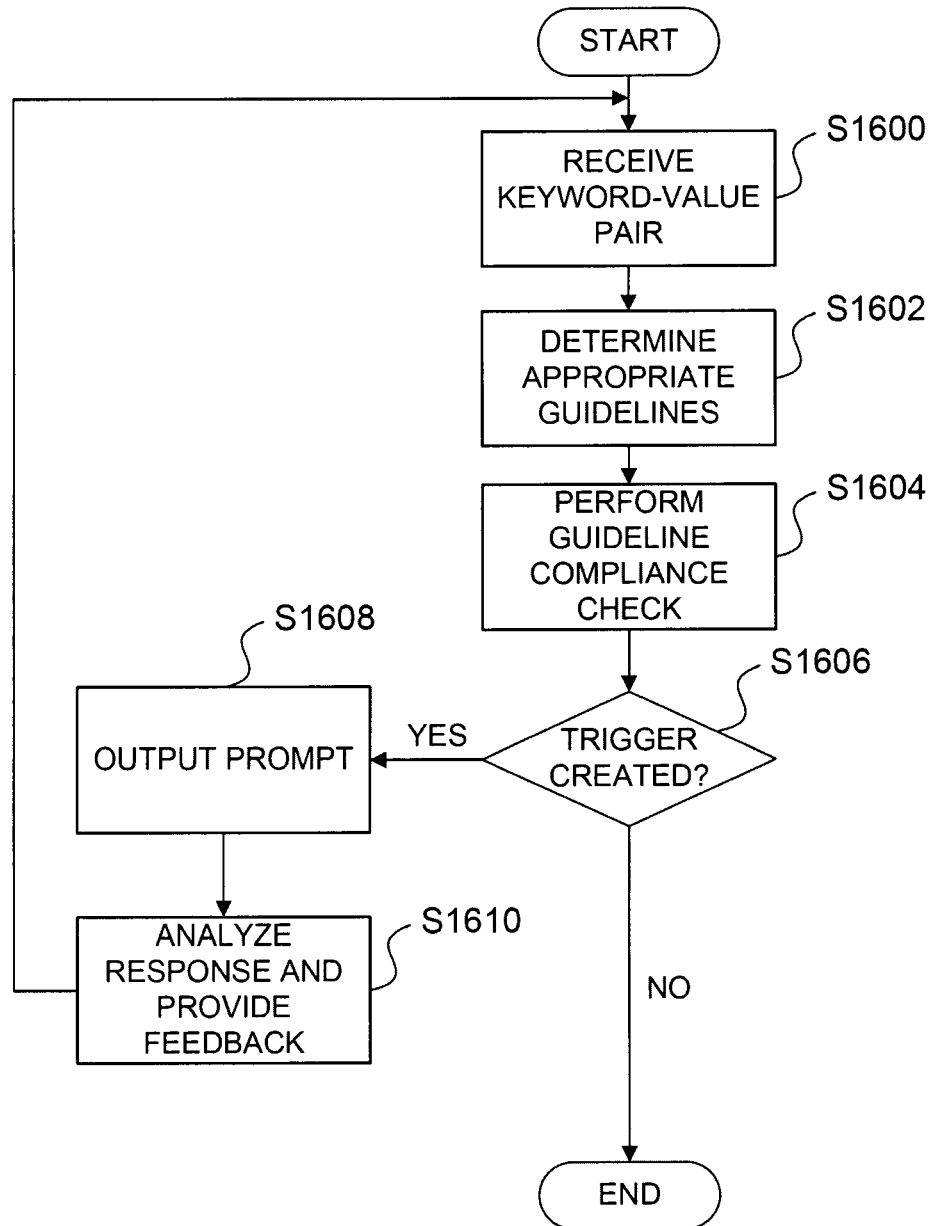 START
S1600
RECEIVE
KEYWORD-VALUE
PAIR
S1602
DETERMINE
APPROPRIATE
GUIDELINES
S1604
PERFORM
GUIDELINE
COMPLIANCE
CHECK
S1606
TRIGGER
CREATED?
YES
S1608
OUTPUT PROMPT
S1610
ANALYZE
RESPONSE AND
PROVIDE
FEEDBACK
NO
END